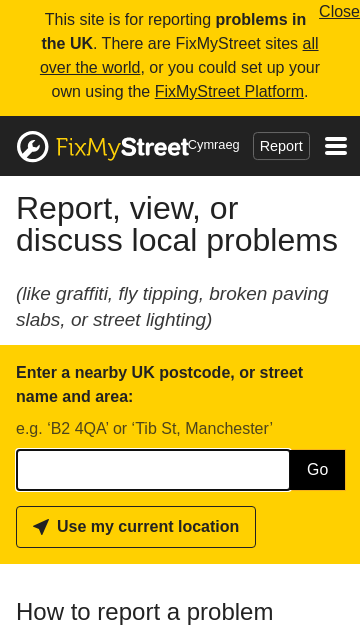 This site is for reporting problems in
the UK. There are FixMyStreet sites all
over the world, or you could set up your
own using the FixMyStreet Platform.
Close
FixMyStreet
Cymraeg
Report
Report, view, or
discuss local problems
(like graffiti, fly tipping, broken paving
slabs, or street lighting)
Enter a nearby UK postcode, or street
name and area:
e.g. ‘B2 4QA’ or ‘Tib St, Manchester’
Go
Use my current location
How to report a problem